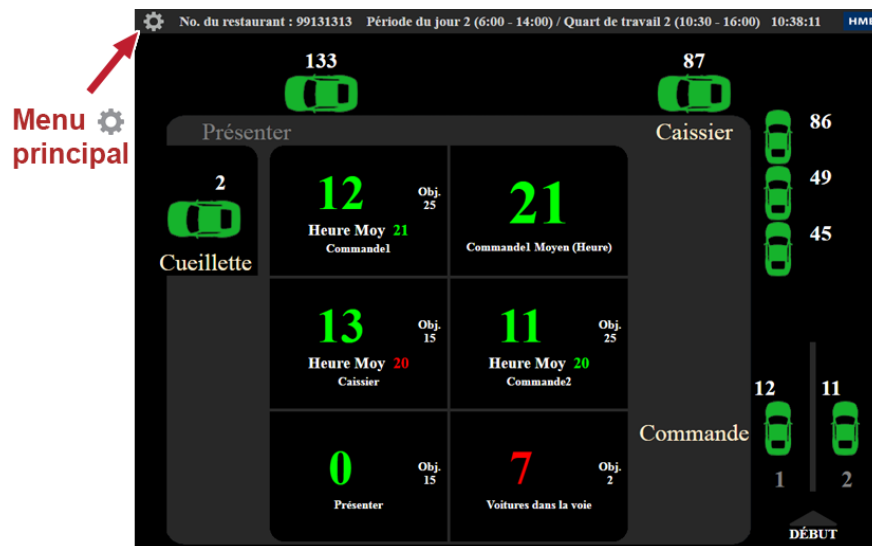 No. du restaurant : 99131313 Période du jour 2 (6:00 - 14:00) / Quart de travail 2 (10:30 - 16:00) 10:38:11 HME
Menu
principal
133
87
Présenter
Caissier
86
49
45
2
Cueillette
12
Obj.
25
Heure Moy 21
Commande1
21
Commande1 Moyen (Heure)
13
Obj.
15
Heure Moy 20
Caissier
11
Obj.
25
Heure Moy 20
Commande2
0
Obj.
15
Présenter
7
Obj.
2
Voitures dans la voie
Commande
12
11
1
2
DÉBUT